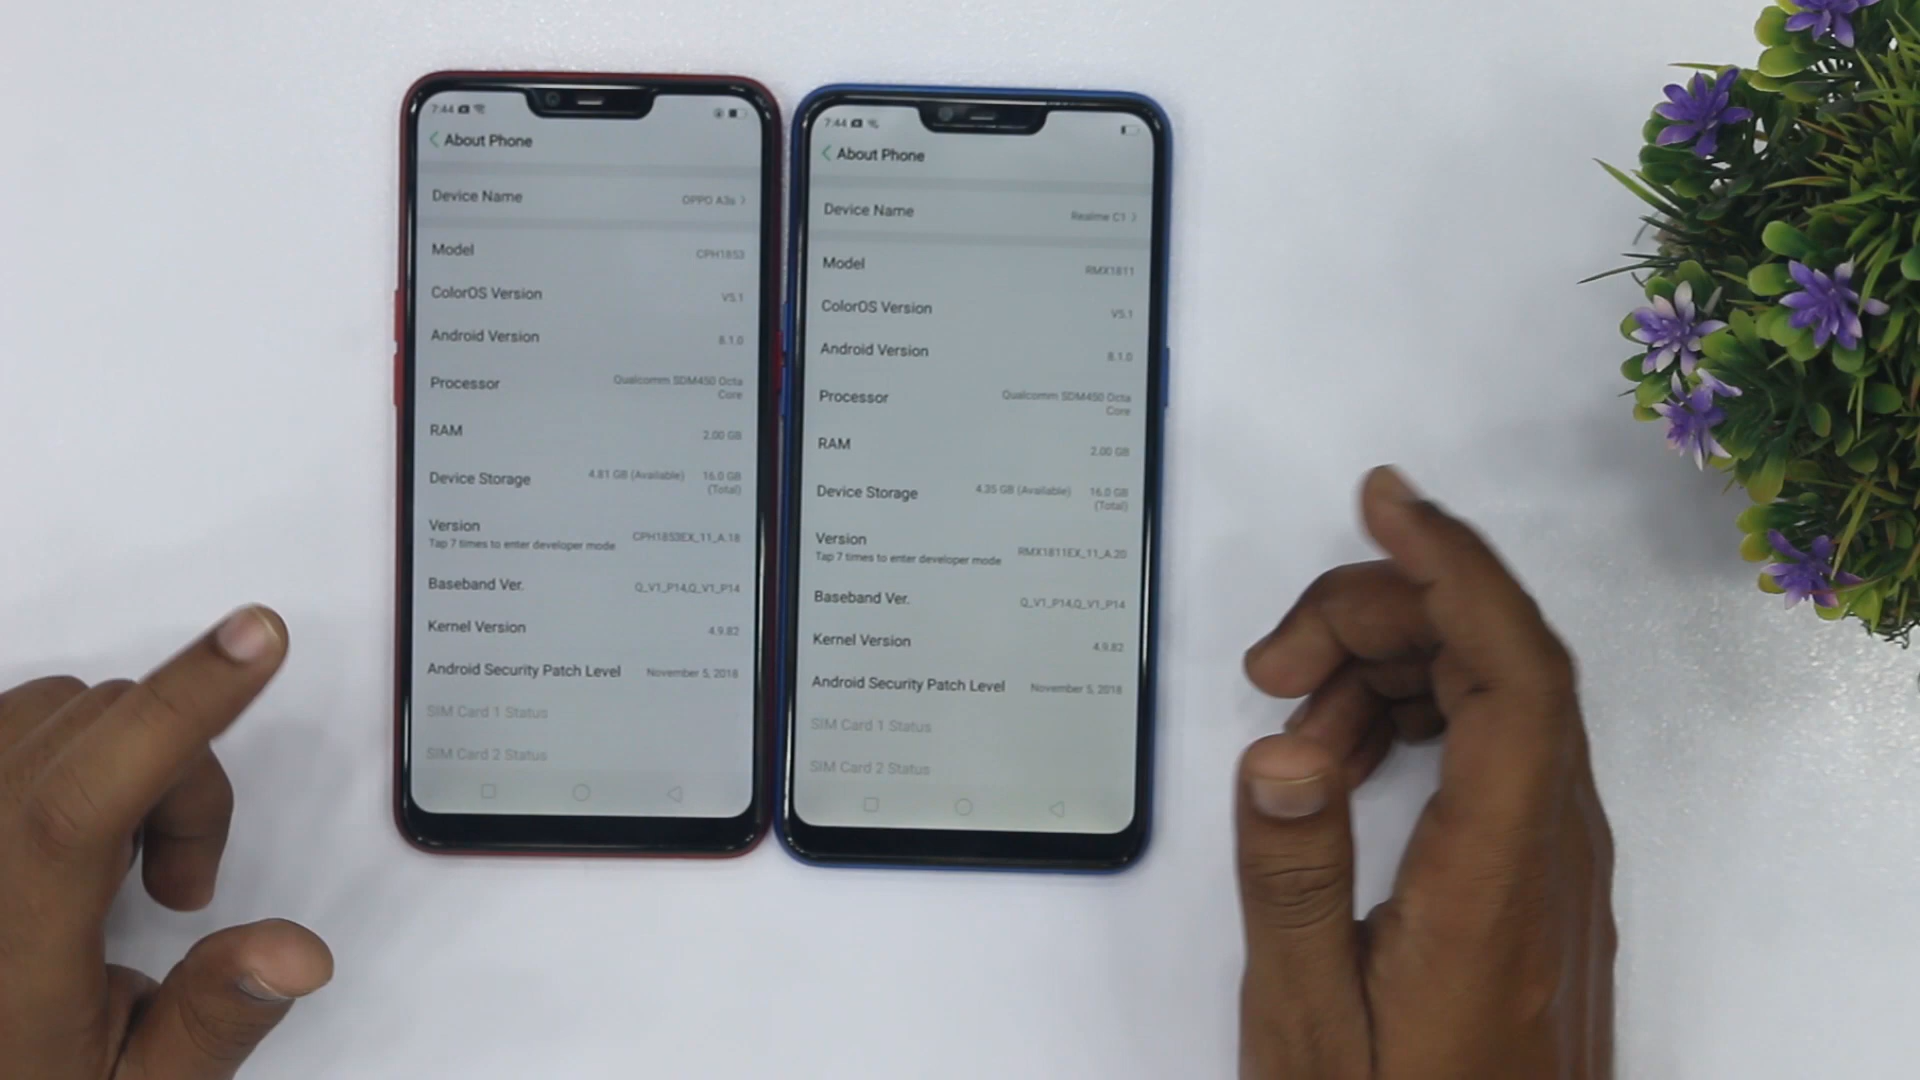 7:44
About Phone
Device Name OPPO A3s
Model CPH1853
ColorOS Version V5.1
Android Version 8.1.0
Processor Qualcomm SDM450 Octa
Core
RAM 2.00 GB
Device Storage 4.81 GB (Available) 16.0 GB
(Total)
Version CPH1853EX_11_A.18
Tap 7 times to enter developer mode
Baseband Ver. Q_V1_P14,Q_V1_P14
Kernel Version 4.9.82
Android Security Patch Level November 5, 2018
SIM Card 1 Status
SIM Card 2 Status
7:44
About Phone
Device Name Realme C1
Model RMX1811
ColorOS Version V5.1
Android Version 8.1.0
Processor Qualcomm SDM450 Octa
Core
RAM 2.00 GB
Device Storage 4.35 GB (Available) 16.0 GB
(Total)
Version RMX1811EX_11_A.20
Tap 7 times to enter developer mode
Baseband Ver. Q_V1_P14,Q_V1_P14
Kernel Version 4.9.82
Android Security Patch Level November 5, 2018
SIM Card 1 Status
SIM Card 2 Status